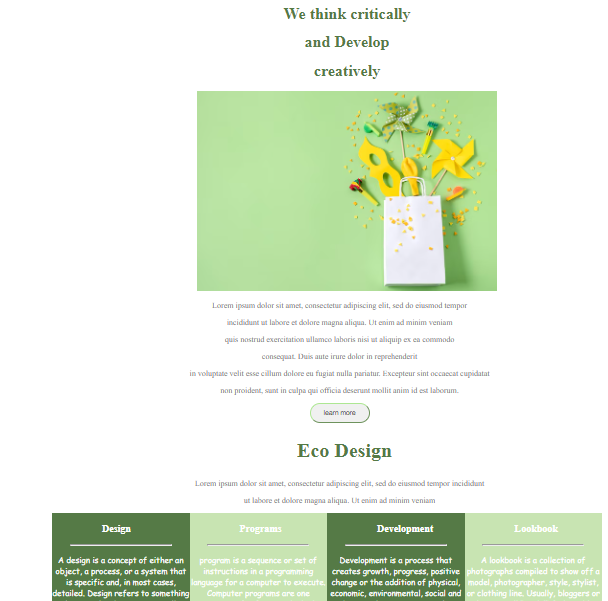 We think critically
and Develop
creatively
Lorem ipsum dolor sit amet, consectetur adipiscing elit, sed do eiusmod tempor
incididunt ut labore et dolore magna aliqua. Ut enim ad minim veniam
quis nostrud exercitation ullamco laboris nisi ut aliquip ex ea commodo
consequat. Duis aute irure dolor in reprehenderit
in voluptate velit esse cillum dolore eu fugiat nulla pariatur. Excepteur sint occaecat cupidatat
non proident, sunt in culpa qui officia deserunt mollit anim id est laborum.
learn more
Eco Design
Lorem ipsum dolor sit amet, consectetur adipiscing elit, sed do eiusmod tempor incididunt
ut labore et dolore magna aliqua. Ut enim ad minim veniam
Design
A design is a concept of either an
object, a process, or a system that
is specific and, in most cases,
detailed. Design refers to something
Programs
program is a sequence or set of
instructions in a programming
language for a computer to execute.
Computer programs are one
Development
Development is a process that
creates growth, progress, positive
change or the addition of physical,
economic, environmental, social and
Lookbook
A lookbook is a collection of
photographs compiled to show off a
model, photographer, style, stylist,
or clothing line. Usually, bloggers or